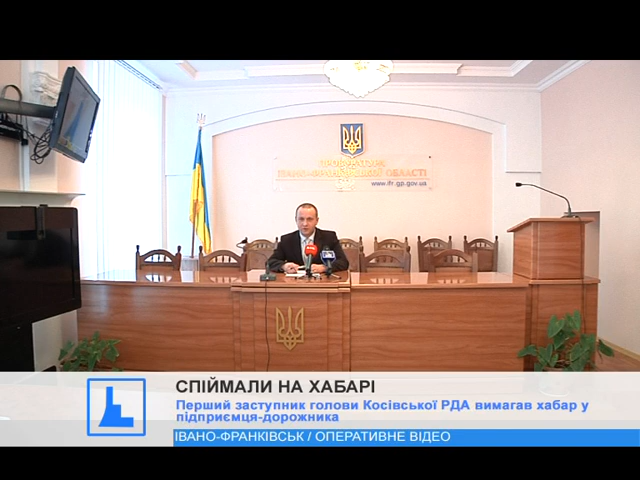 ПРОКУРАТУРА
ІВАНО-ФРАНКІВСЬКОЇ ОБЛАСТІ
www.ifr.gp.gov.ua
СПІЙМАЛИ НА ХАБАРІ
Перший заступник голови Косівської РДА вимагав хабар у
підприємця-дорожника
ІВАНО-ФРАНКІВСЬК / ОПЕРАТИВНЕ ВІДЕО